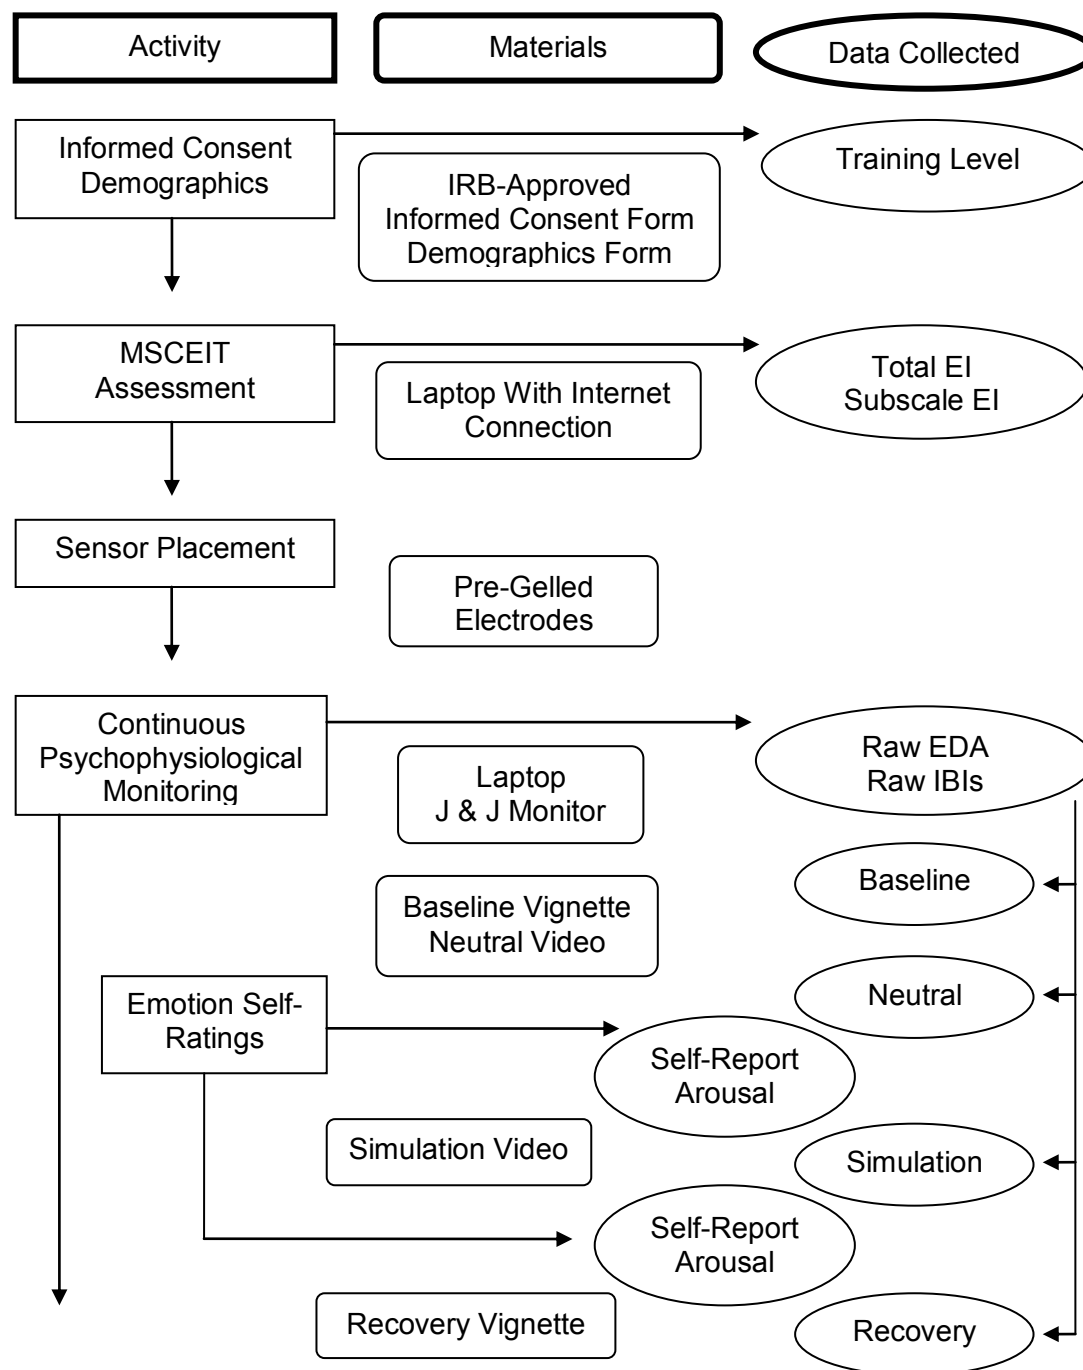 Activity
Materials
Data Collected
Informed Consent
Demographics
IRB-Approved
Informed Consent Form
Demographics Form
Training Level
MSCEIT
Assessment
Laptop With Internet
Connection
Total EI
Subscale EI
Sensor Placement
Pre-Gelled
Electrodes
Continuous
Psychophysiological
Monitoring
Laptop
J & J Monitor
Raw EDA
Raw IBIs
Baseline
Baseline Vignette
Neutral Video
Neutral
Emotion Self-
Ratings
Self-Report
Arousal
Simulation Video
Simulation
Self-Report
Arousal
Recovery Vignette
Recovery